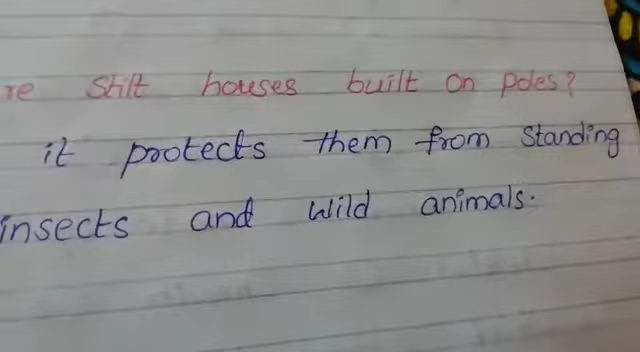 re Stilt houses built on poles?
it protects them from standing
insects and wild animals.